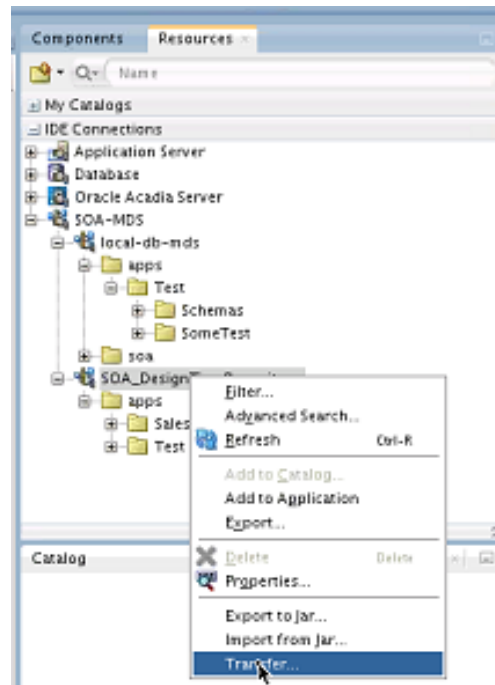 Components Resources
Name
My Catalogs
IDE Connections
Application Server
Database
Oracle Acadia Server
SOA-MDS
local-db-mds
apps
Test
Schemas
SomeTest
soa
SOA_Design
apps
Sales
Test
Filter...
Advanced Search...
Refresh Ctrl-R
Add to Catalog...
Add to Application
Export...
Delete Delete
Properties...
Export to Jar...
Import from Jar...
Transfer...
Catalog